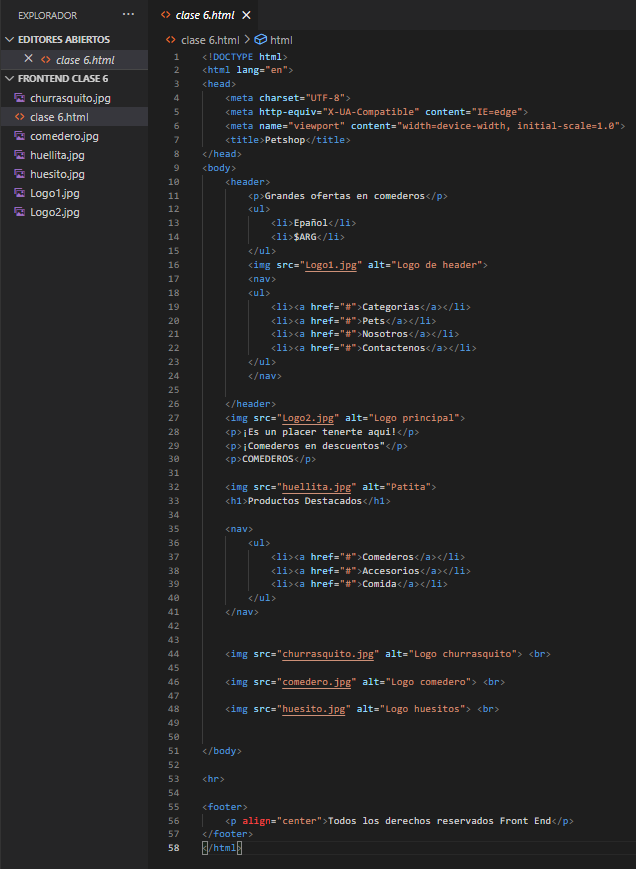 EXPLORADOR ···
EDITORES ABIERTOS
clase 6.html
FRONTEND CLASE 6
churrasquito.jpg
clase 6.html
comedero.jpg
huellita.jpg
huesito.jpg
Logo1.jpg
Logo2.jpg
clase 6.html
clase 6.html > html
1 <!DOCTYPE html>
2 <html lang="en">
3 <head>
4 <meta charset="UTF-8">
5 <meta http-equiv="X-UA-Compatible" content="IE=edge">
6 <meta name="viewport" content="width=device-width, initial-scale=1.0">
7 <title>Petshop</title>
8 </head>
9 <body>
10 <header>
11 <p>Grandes ofertas en comederos</p>
12 <ul>
13 <li>Epañol</li>
14 <li>$ARG</li>
15 </ul>
16 <img src="Logo1.jpg" alt="Logo de header">
17 <nav>
18 <ul>
19 <li><a href="#">Categorías</a></li>
20 <li><a href="#">Pets</a></li>
21 <li><a href="#">Nosotros</a></li>
22 <li><a href="#">Contactenos</a></li>
23 </ul>
24 </nav>
25
26 </header>
27 <img src="Logo2.jpg" alt="Logo principal">
28 <p>¡Es un placer tenerte aqui!</p>
29 <p>¡Comederos en descuentos"</p>
30 <p>COMEDEROS</p>
31
32 <img src="huellita.jpg" alt="Patita">
33 <h1>Productos Destacados</h1>
34
35 <nav>
36 <ul>
37 <li><a href="#">Comederos</a></li>
38 <li><a href="#">Accesorios</a></li>
39 <li><a href="#">Comida</a></li>
40 </ul>
41 </nav>
42
43
44 <img src="churrasquito.jpg" alt="Logo churrasquito"> <br>
45
46 <img src="comedero.jpg" alt="Logo comedero"> <br>
47
48 <img src="huesito.jpg" alt="Logo huesitos"> <br>
49
50
51 </body>
52
53 <hr>
54
55 <footer>
56 <p align="center">Todos los derechos reservados Front End</p>
57 </footer>
58 </html>